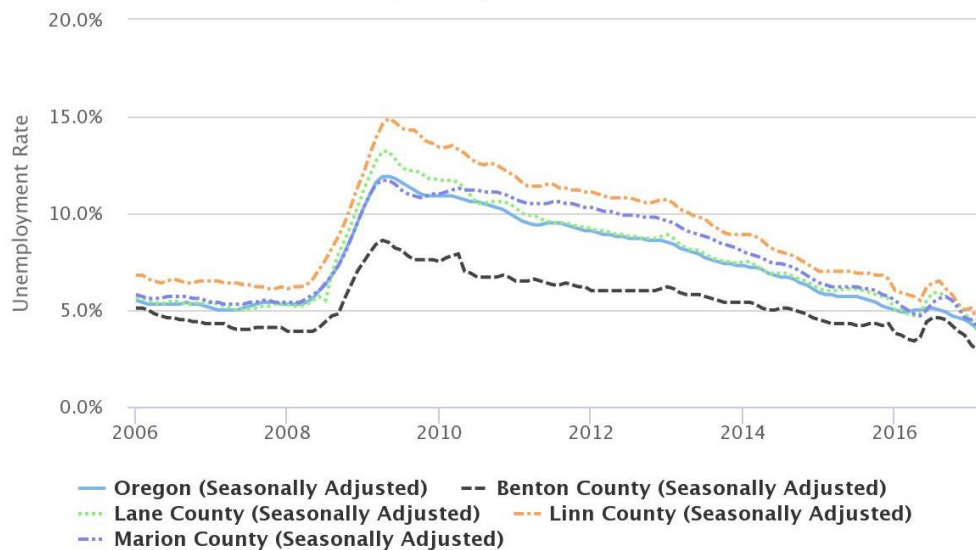 20.0%
15.0%
10.0%
5.0%
0.0%
Unemployment Rate
2006 2008 2010 2012 2014 2016
Oregon (Seasonally Adjusted) Benton County (Seasonally Adjusted)
Lane County (Seasonally Adjusted) Linn County (Seasonally Adjusted)
Marion County (Seasonally Adjusted)